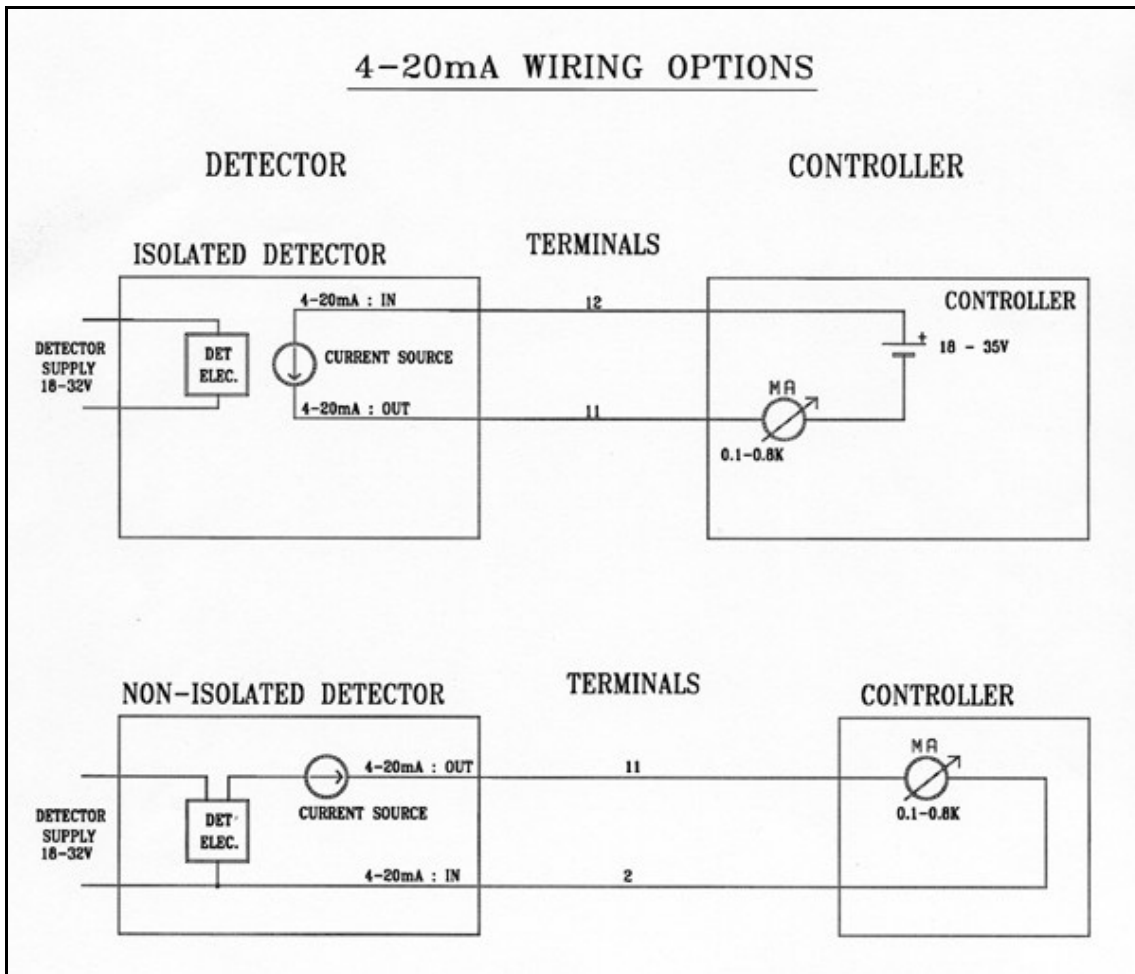 4-20mA WIRING OPTIONS
DETECTOR
CONTROLLER
ISOLATED DETECTOR
TERMINALS
4-20mA : IN
12
CONTROLLER
DETECTOR
SUPPLY
18-32V
DET
ELEC.
CURRENT SOURCE
+
18 - 35V
MA
4-20mA : OUT
11
0.1-0.8K
NON-ISOLATED DETECTOR
TERMINALS
CONTROLLER
MA
4-20mA : OUT
11
DETECTOR
SUPPLY
18-32V
DET
ELEC.
CURRENT SOURCE
0.1-0.8K
4-20mA : IN
2